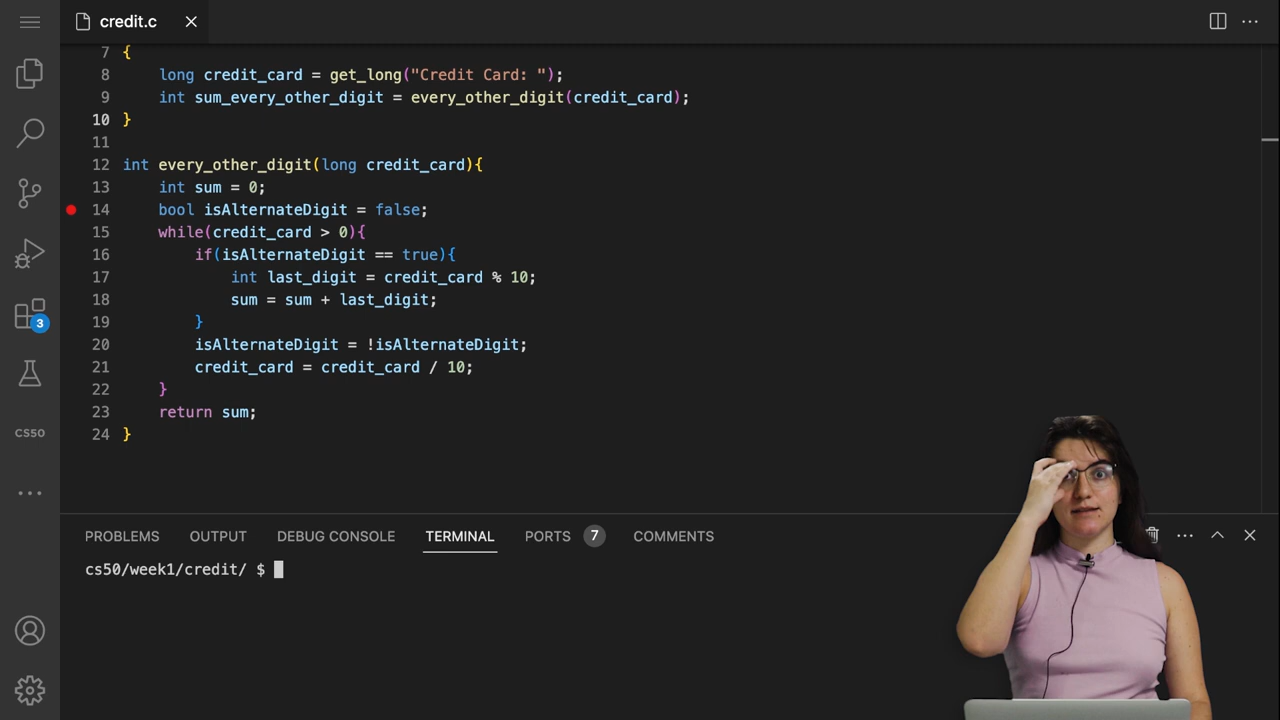 credit.c
7 {
8 long credit_card = get_long("Credit Card: ");
9 int sum_every_other_digit = every_other_digit(credit_card);
10 }
11
12 int every_other_digit(long credit_card){
13 int sum = 0;
14 bool isAlternateDigit = false;
15 while(credit_card > 0){
16 if(isAlternateDigit == true){
17 int last_digit = credit_card % 10;
18 sum = sum + last_digit;
19 }
20 isAlternateDigit = !isAlternateDigit;
21 credit_card = credit_card / 10;
22 }
23 return sum;
24 }
3
CS50
PROBLEMS OUTPUT DEBUG CONSOLE TERMINAL PORTS 7 COMMENTS
cs50/week1/credit/ $